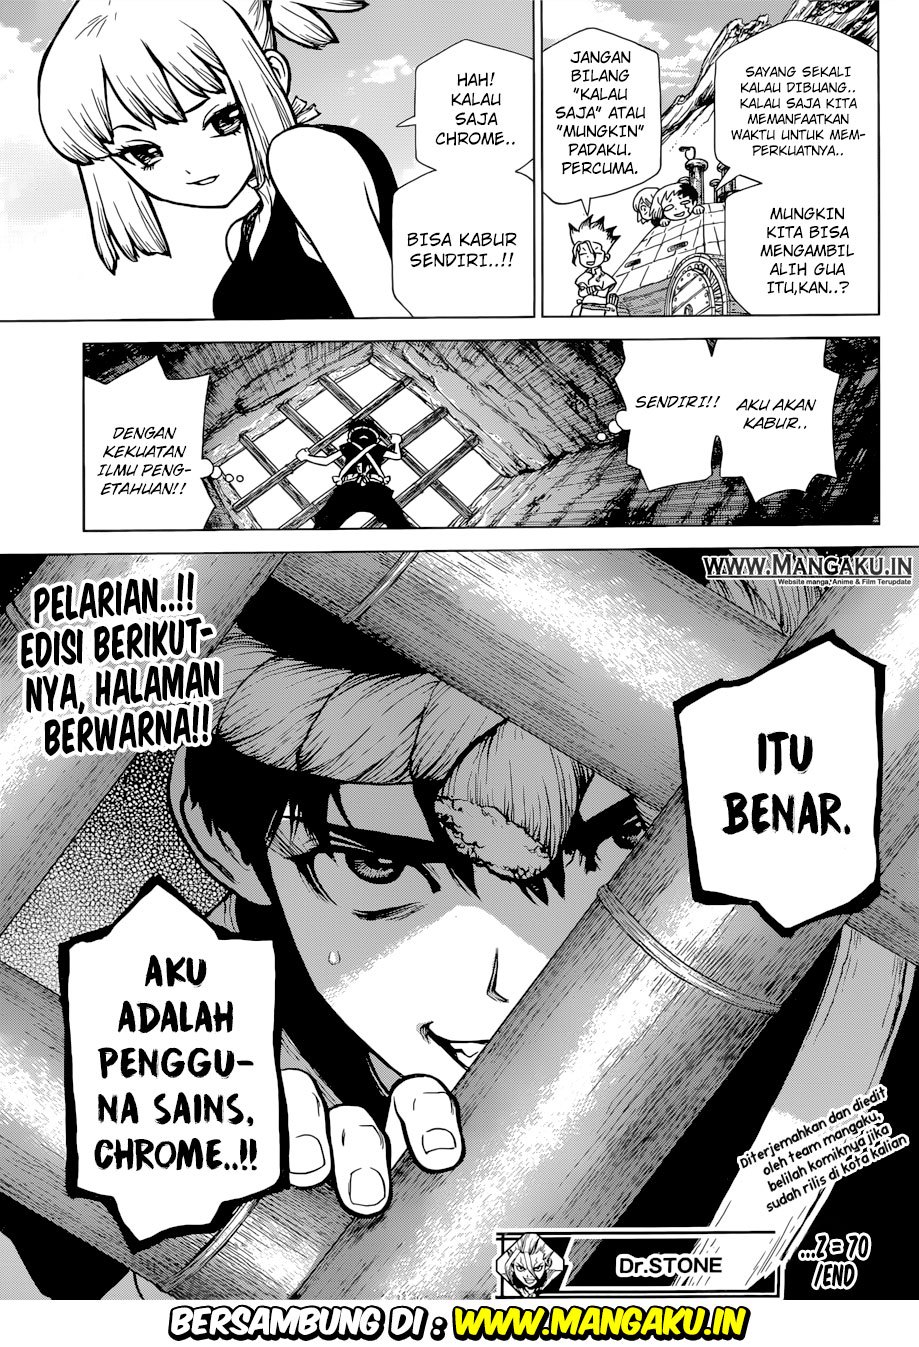 SAYANG SEKALI
KALAU DIBUANG..
KALAU SAJA KITA
MEMANFAATKAN
WAKTU UNTUK MEM-
PERKUATNYA..
MUNGKIN
KITA BISA
MENGAMBIL
ALIH GUA
ITU,KAN..?
JANGAN
BILANG
"KALAU
SAJA" ATAU
"MUNGKIN"
PADAKU.
PERCUMA.
HAH!
KALAU
SAJA
CHROME..
BISA KABUR
SENDIRI..!!
AKU AKAN
KABUR..
SENDIRI!!
DENGAN
KEKUATAN
ILMU PENG-
ETAHUAN!!
WWW.MANGAKU.IN
Website manga, Anime & Film Terupdate
PELARIAN..!!
EDISI BERIKUT-
NYA, HALAMAN
BERWARNA!!
ITU
BENAR.
AKU
ADALAH
PENGGU-
NA SAINS,
CHROME..!!
Diterjemahkan dan diedit
oleh team mangaku,
belilah komiknya jika
sudah rilis di kota kalian
Dr.STONE
...Z = 70
/END
BERSAMBUNG DI : WWW.MANGAKU.IN